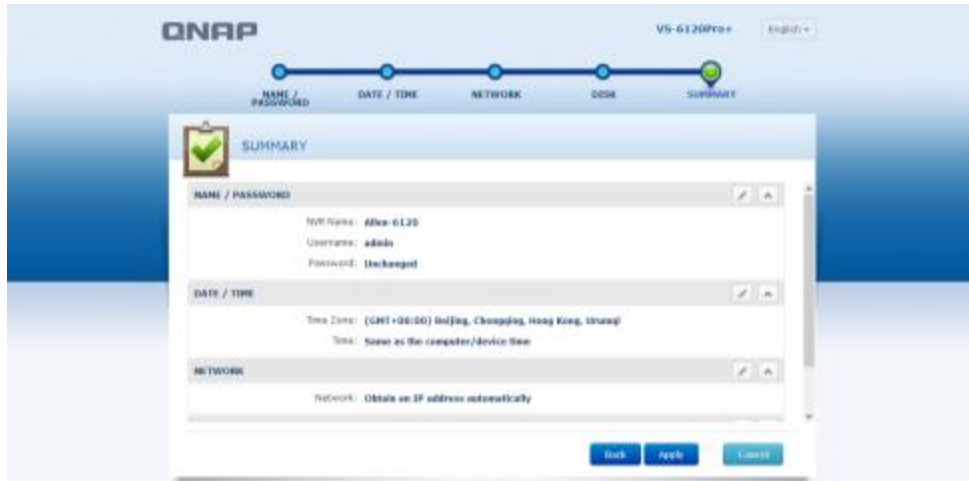 QNAP
VS-6120Pro+
English
NAME / PASSWORD
DATE / TIME
NETWORK
DISK
SUMMARY
SUMMARY
NAME / PASSWORD
NVR Name: Allen-6120
Username: admin
Password: Unchanged
DATE / TIME
Time Zone: (GMT+08:00) Beijing, Chongqing, Hong Kong, Urumqi
Time: Same as the computer/device time
NETWORK
Network: Obtain an IP address automatically
Back
Apply
Cancel